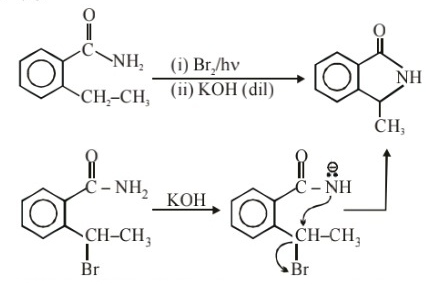 O
C
NH₂
CH₂–CH₃
(i) Br₂/hν
(ii) KOH (dil)
O
NH
CH₃
O
C – NH₂
CH–CH₃
Br
KOH
O
⊖
C – NH
CH–CH₃
Br